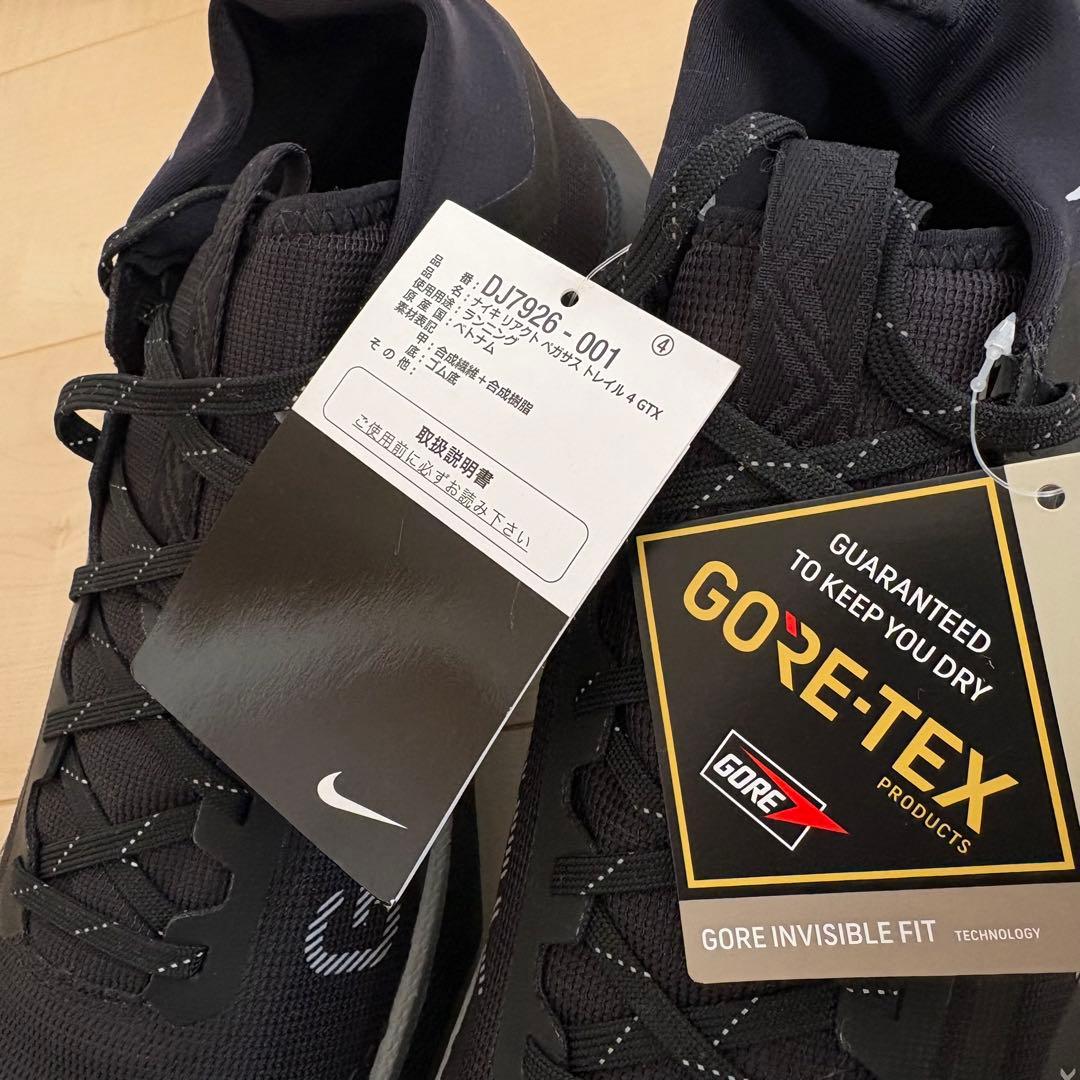 品番：DJ7926-001
④
品名：ナイキ リアクト ペガサス トレイル 4 GTX
使用用途：ランニング
原産国：ベトナム
素材表記
甲：合成繊維＋合成樹脂
底：ゴム底
その他：
取扱説明書
ご使用前に必ずお読み下さい
GUARANTEED
TO KEEP YOU DRY
GORE-TEX
PRODUCTS
GORE
GORE INVISIBLE FIT TECHNOLOGY